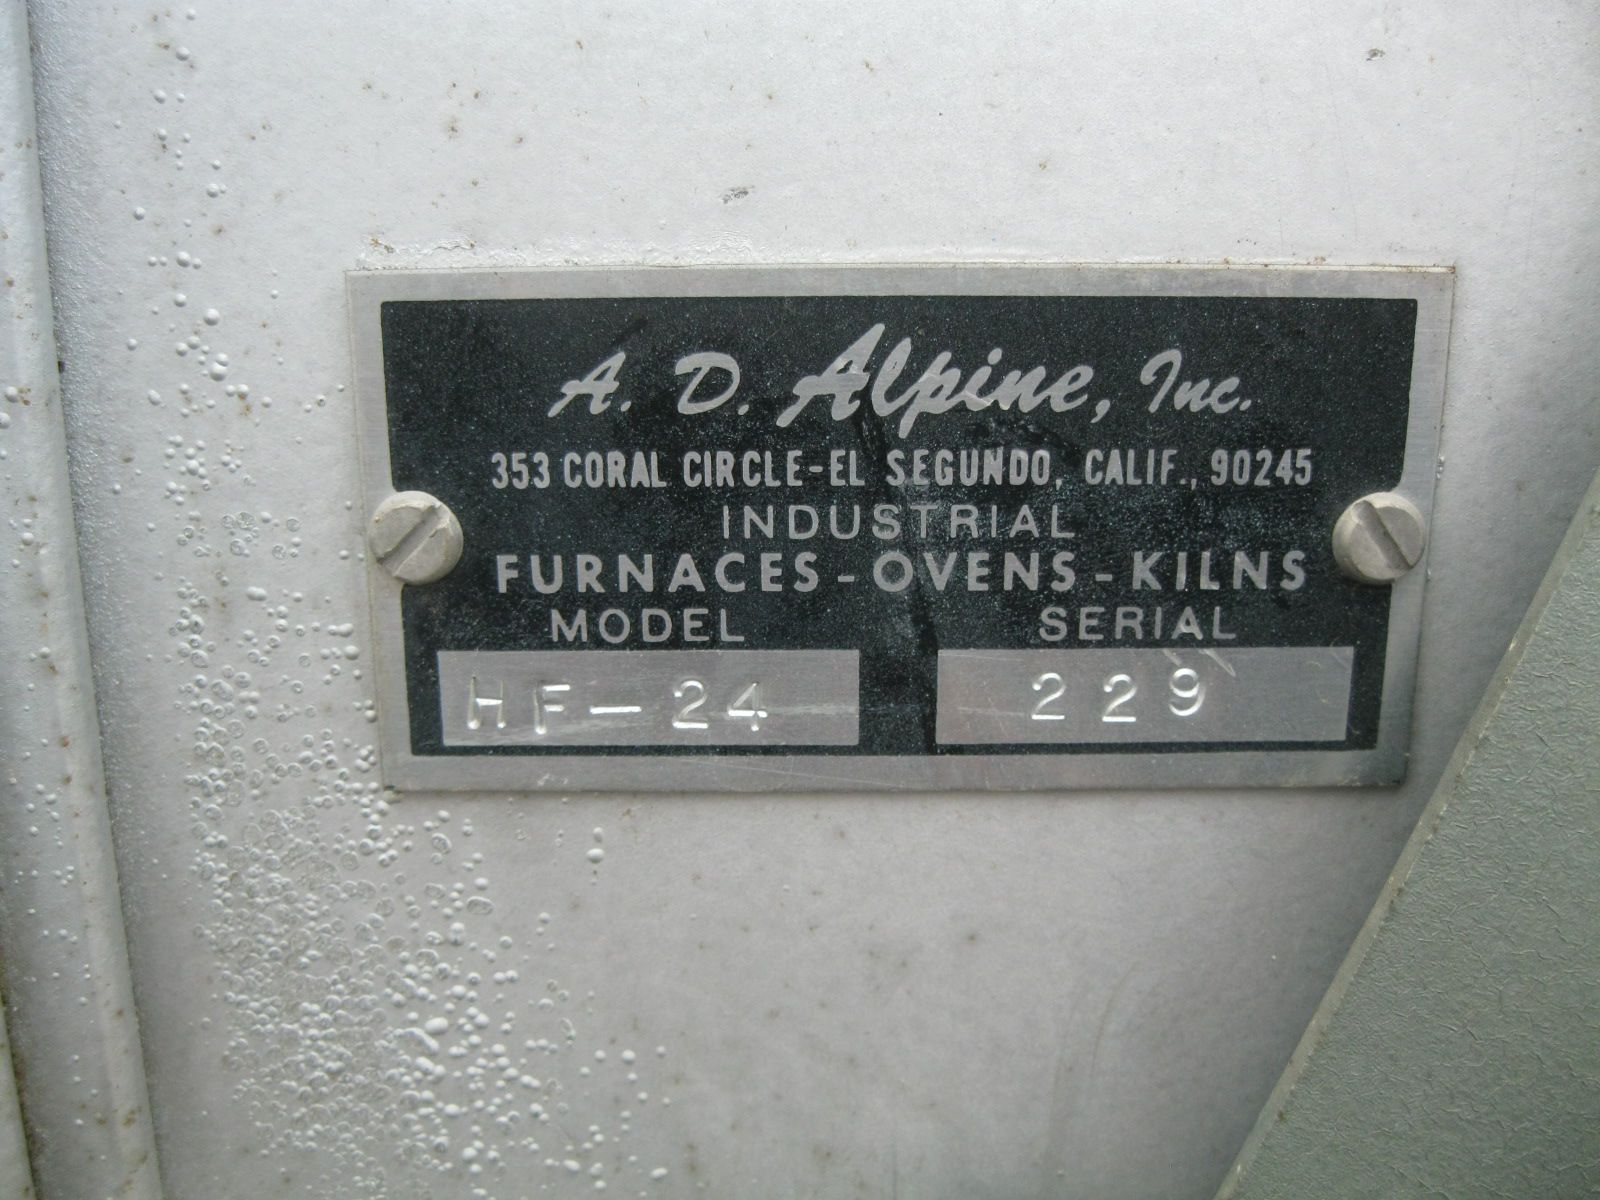 A. D. Alpine, Inc.
353 CORAL CIRCLE-EL SEGUNDO, CALIF., 90245
INDUSTRIAL
FURNACES-OVENS-KILNS
MODEL SERIAL
HF-24 229